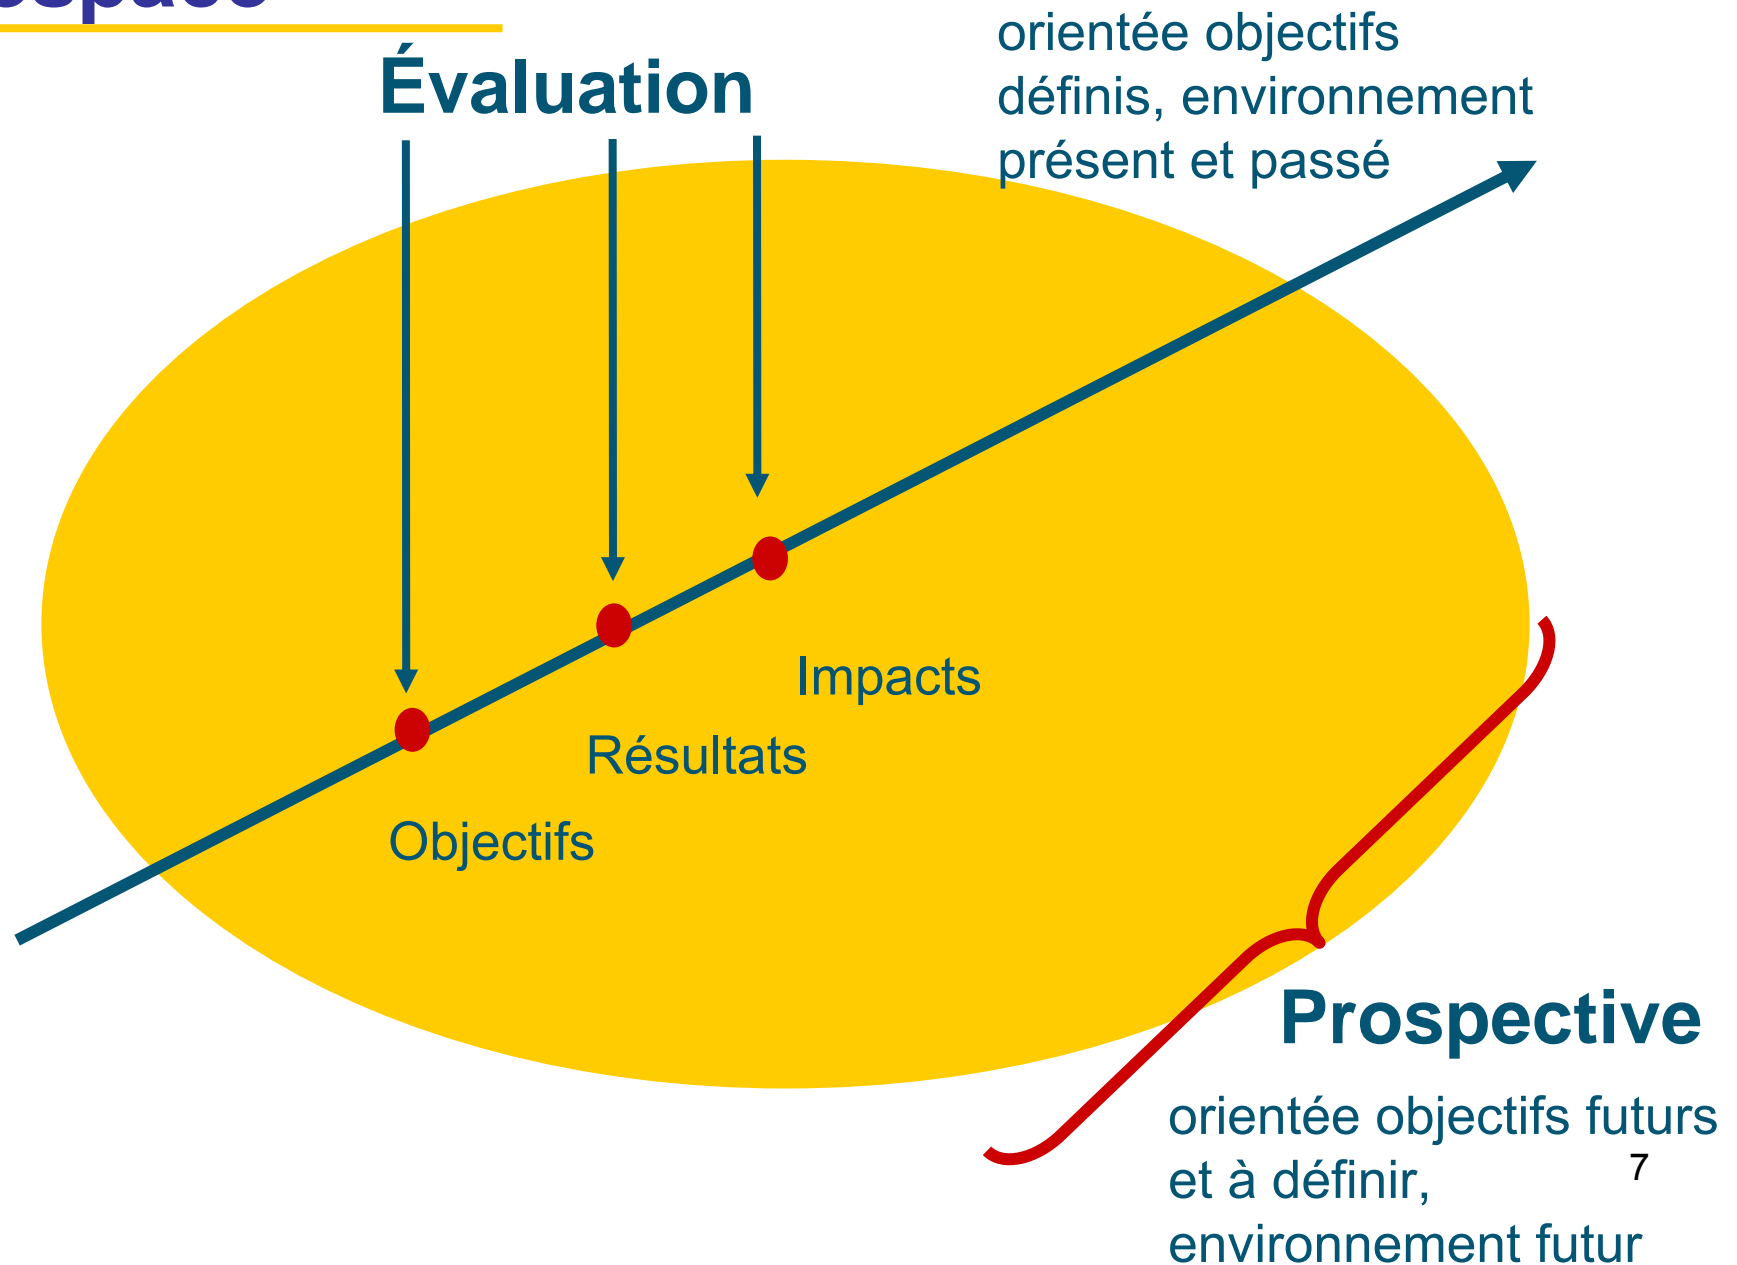 orientée objectifs
définis, environnement
présent et passé
Évaluation
Impacts
Résultats
Objectifs
Prospective
orientée objectifs futurs
et à définir,
environnement futur
7